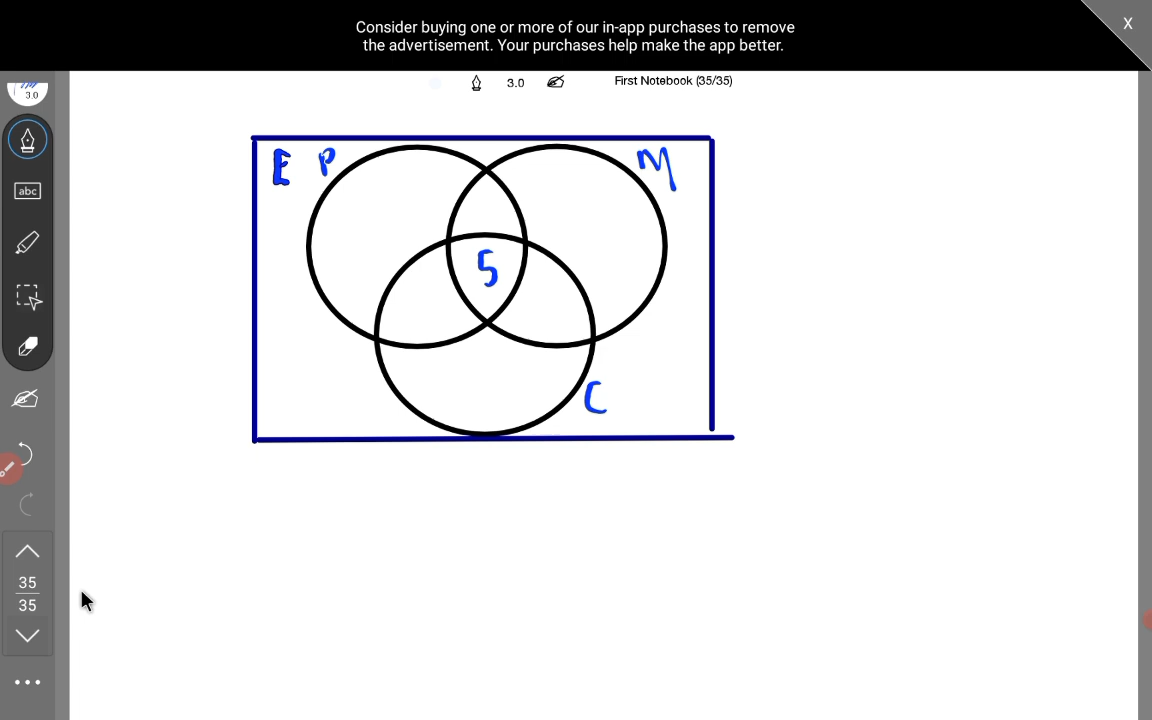 Consider buying one or more of our in-app purchases to remove
the advertisement. Your purchases help make the app better.
X
3.0
3.0
First Notebook (35/35)
abc
E P M
5
C
35
35